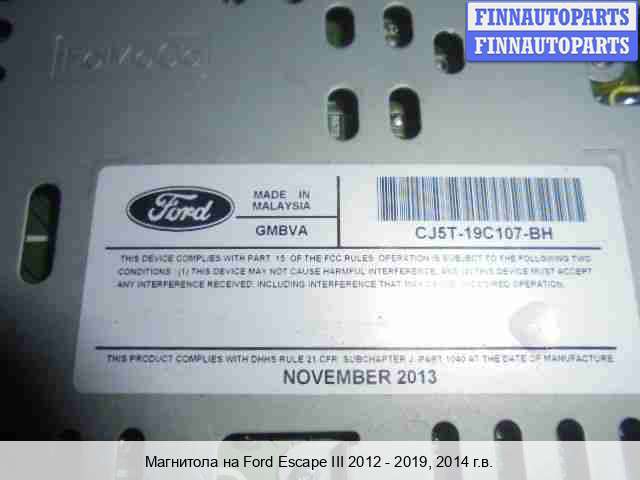 FINNAUTOPARTS
FINNAUTOPARTS
FoMoCo
Ford
MADE IN
MALAYSIA
GMBVA
CJ5T-19C107-BH
THIS DEVICE COMPLIES WITH PART 15 OF THE FCC RULES. OPERATION IS SUBJECT TO THE FOLLOWING TWO
CONDITIONS : (1) THIS DEVICE MAY NOT CAUSE HARMFUL INTERFERENCE, AND (2) THIS DEVICE MUST ACCEPT
ANY INTERFERENCE RECEIVED, INCLUDING INTERFERENCE THAT MAY CAUSE UNDESIRED OPERATION.
THIS PRODUCT COMPLIES WITH DHHS RULE 21 CFR, SUBCHAPTER J, PART 1040 AT THE DATE OF MANUFACTURE.
NOVEMBER 2013
Магнитола на Ford Escape III 2012 - 2019, 2014 г.в.